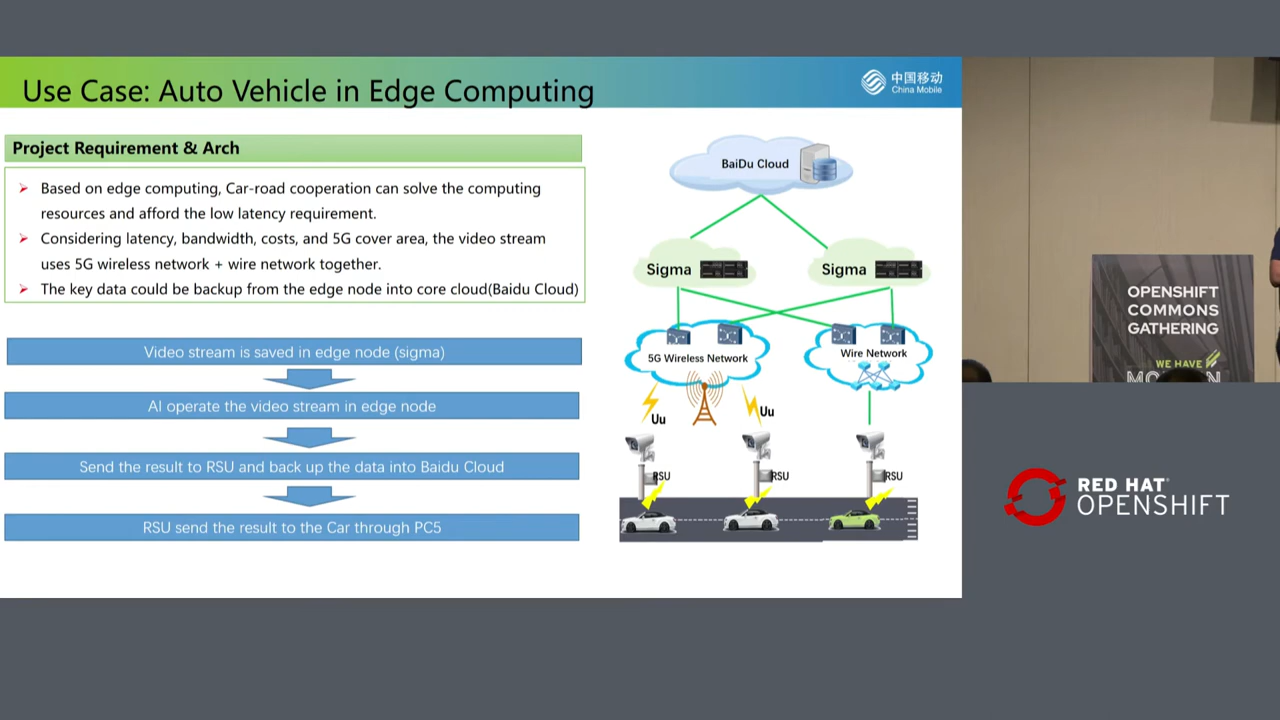 Use Case: Auto Vehicle in Edge Computing
中国移动
China Mobile
Project Requirement & Arch
Based on edge computing, Car-road cooperation can solve the computing
resources and afford the low latency requirement.
Considering latency, bandwidth, costs, and 5G cover area, the video stream
uses 5G wireless network + wire network together.
The key data could be backup from the edge node into core cloud(Baidu Cloud)
Video stream is saved in edge node (sigma)
AI operate the video stream in edge node
Send the result to RSU and back up the data into Baidu Cloud
RSU send the result to the Car through PC5
BaiDu Cloud
Sigma
Sigma
5G Wireless Network
Wire Network
Uu
Uu
RSU
RSU
RSU
OPENSHIFT
COMMONS
GATHERING
WE HAVE
RED HAT
OPENSHIFT